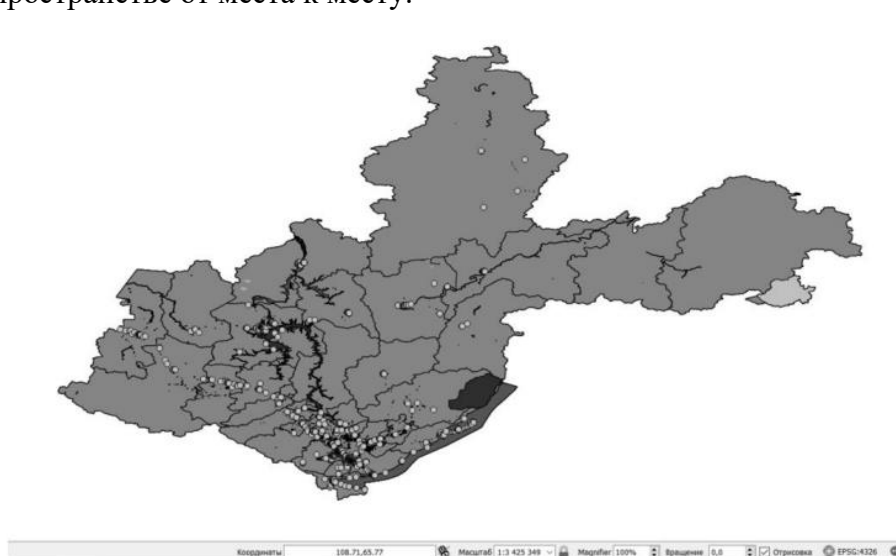 пространстве от места к месту.
Координаты 108.71,65.77 Масштаб 1:3 425 349 Magnifier 100% Вращение 0,0 Отрисовка EPSG:4326